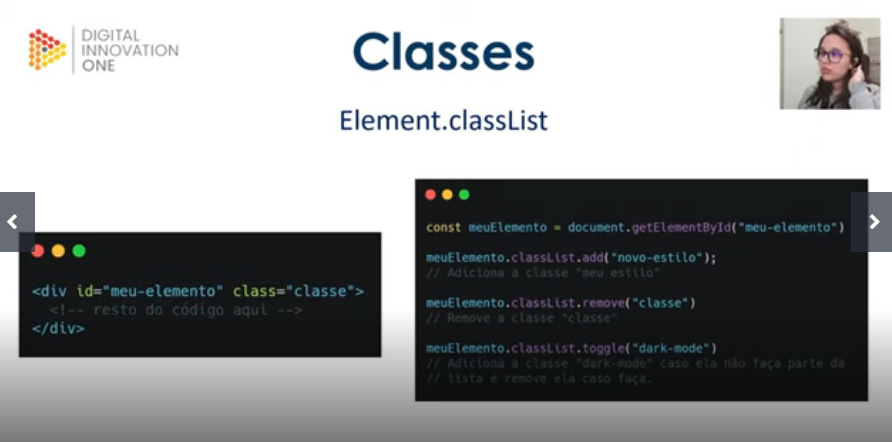 DIGITAL
INNOVATION
ONE
Classes
Element.classList
<div id="meu-elemento" class="classe">
<!-- resto do código aqui -->
</div>
const meuElemento = document.getElementById("meu-elemento")
meuElemento.classList.add("novo-estilo");
// Adiciona a classe "meu estilo"
meuElemento.classList.remove("classe")
// Remove a classe "classe"
meuElemento.classList.toggle("dark-mode")
// Adiciona a classe "dark-mode" caso ela não faça parte da
// lista e remove ela caso faça.